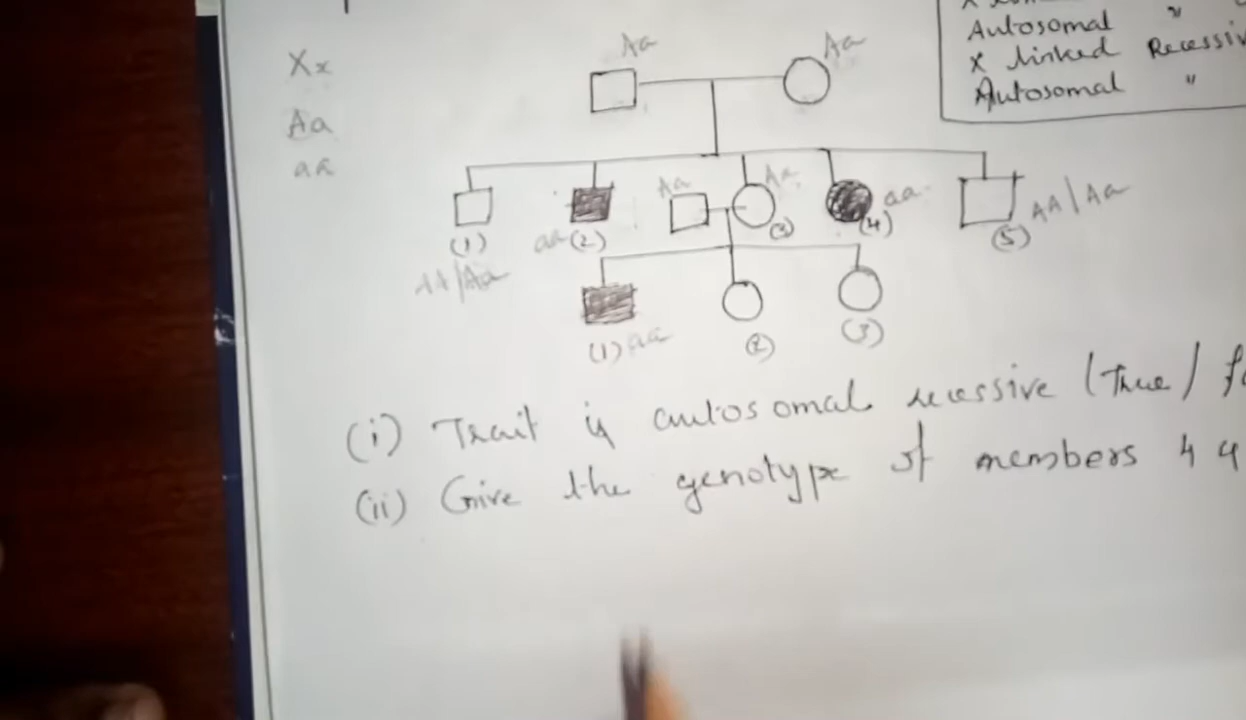 Autosomal "
X linked Recessiv
Autosomal "
Xx
Aa
aa
Aa Aa
Aa Aa
aa (2) (3) aa (4) AA/Aa (5)
(1)
AA/Aa
(1) aa (2) (3)
(i) Trait is autosomal recessive (True) f
(ii) Give the genotype of members 4 4